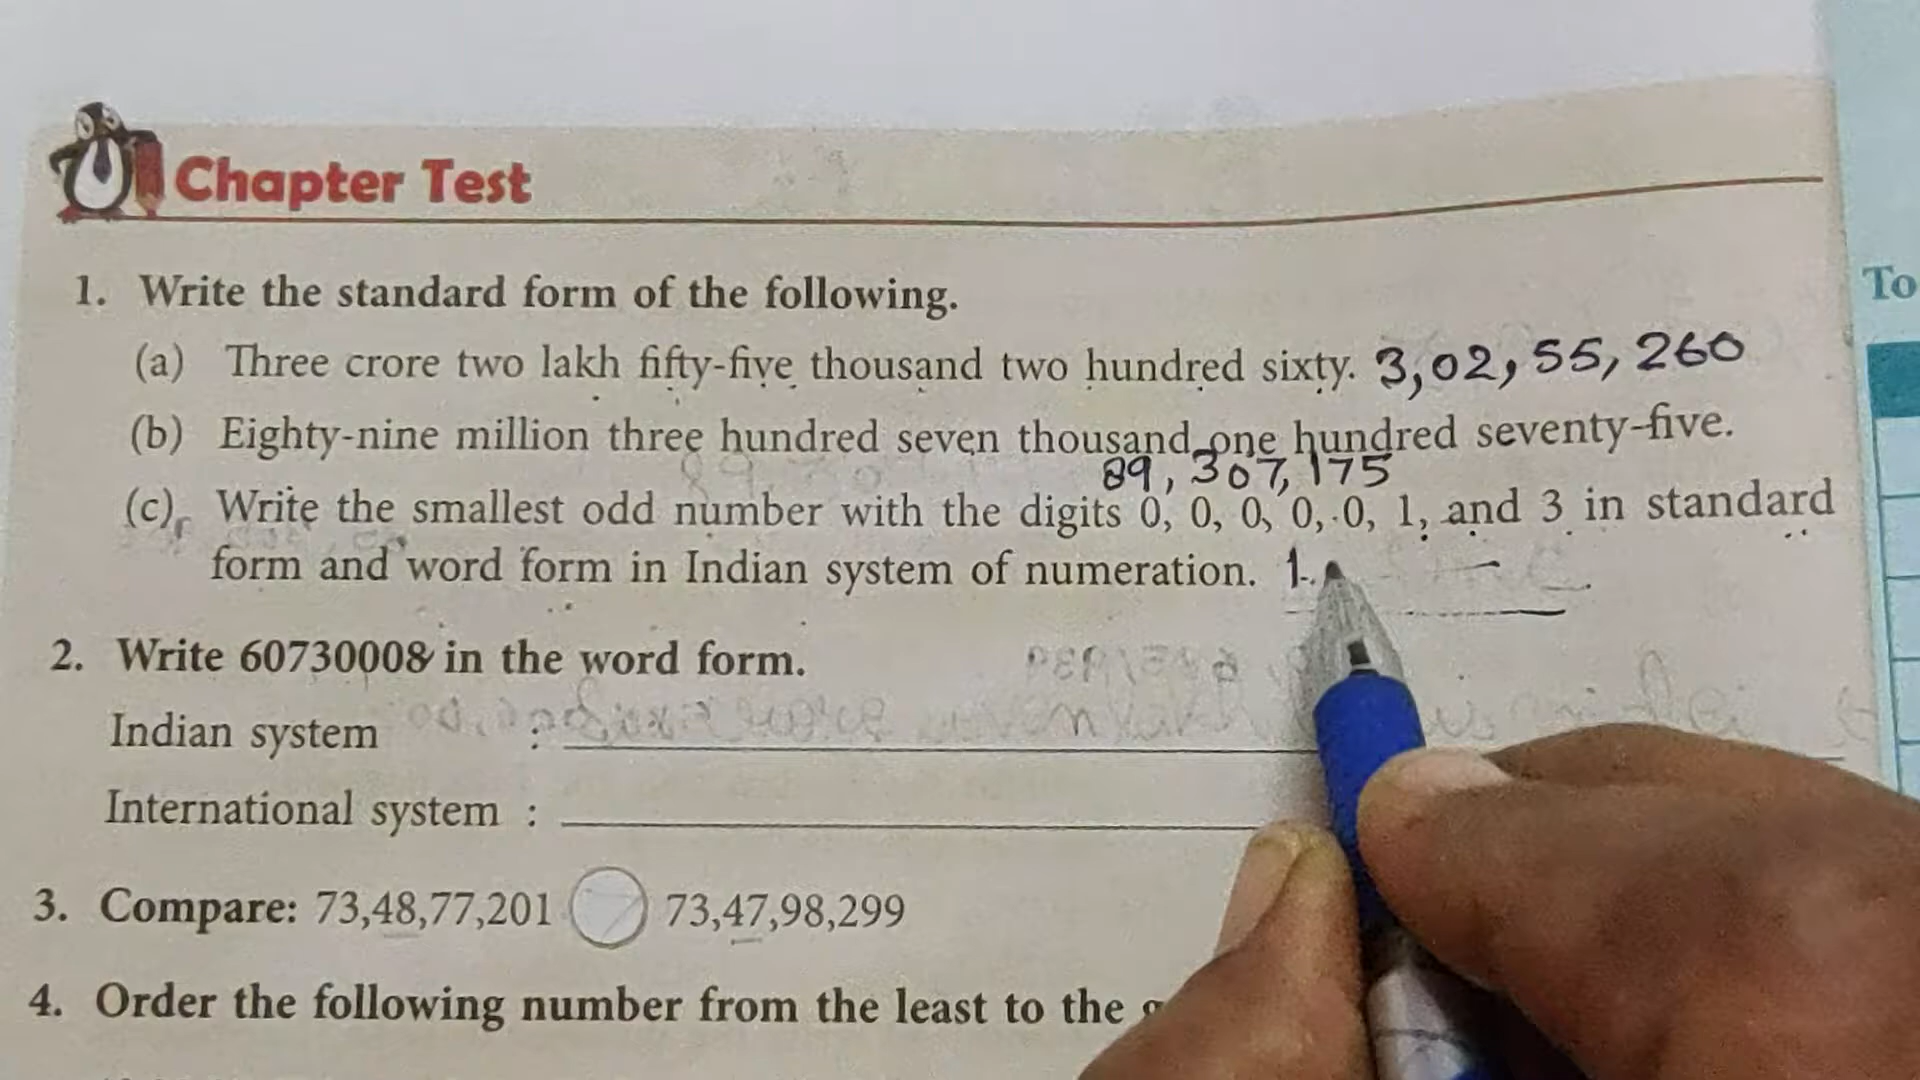 Chapter Test
To
1. Write the standard form of the following.
(a) Three crore two lakh fifty-five thousand two hundred sixty. 3,02,55,260
(b) Eighty-nine million three hundred seven thousand one hundred seventy-five.
89,307,175
(c) Write the smallest odd number with the digits 0, 0, 0, 0, 0, 1, and 3 in standard
form and word form in Indian system of numeration. 1
2. Write 60730008 in the word form.
Indian system :
International system :
3. Compare: 73,48,77,201 73,47,98,299
4. Order the following number from the least to the